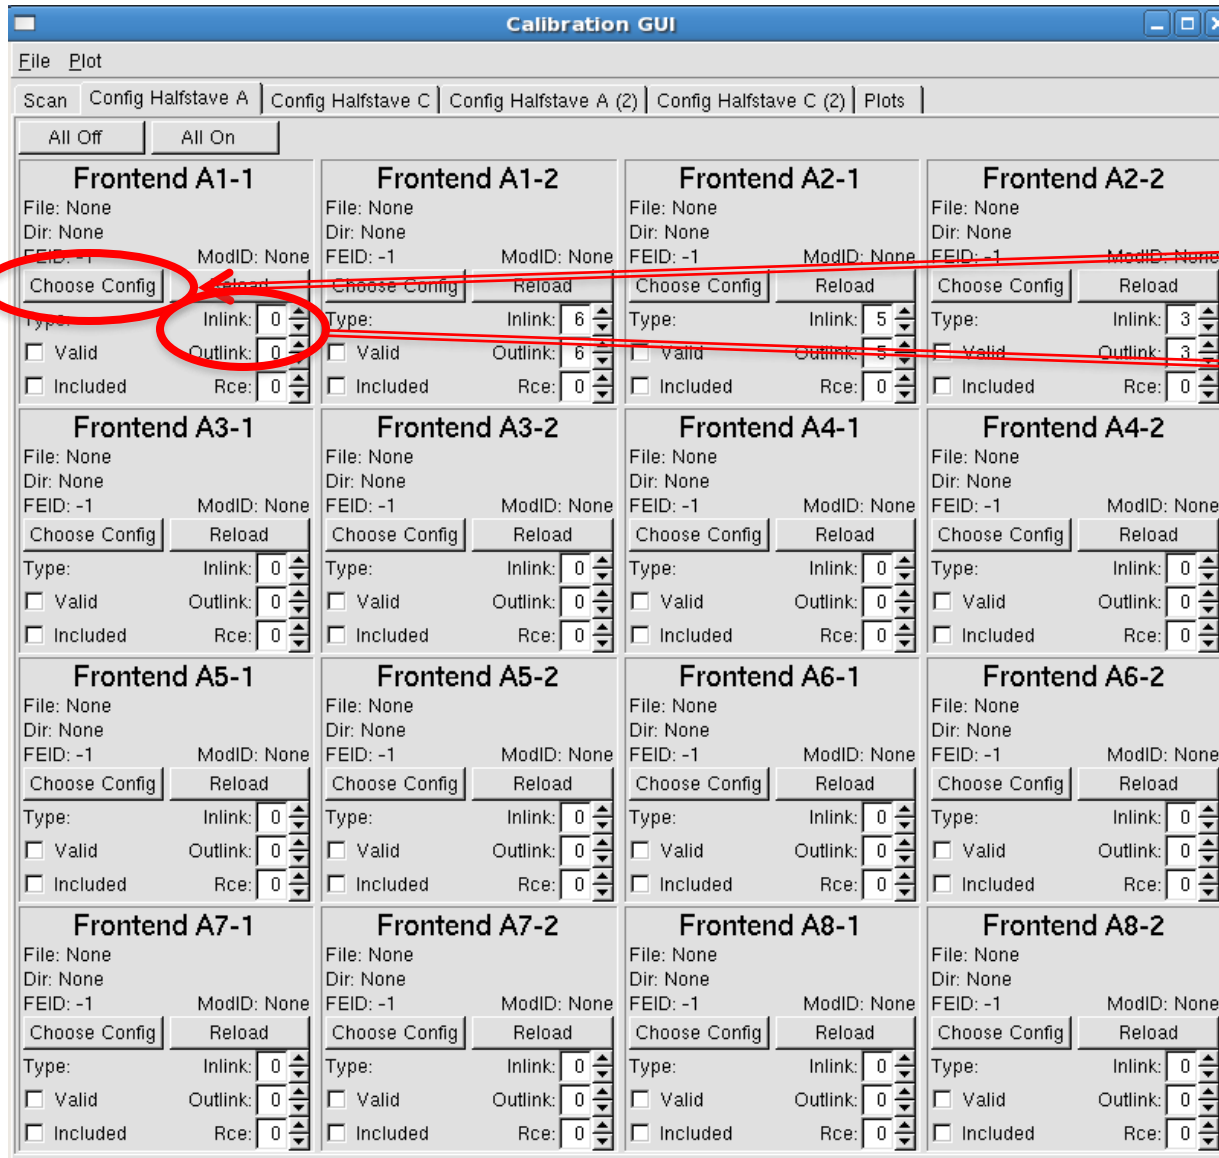 Calibration GUI
File Plot
Scan Config Halfstave A Config Halfstave C Config Halfstave A (2) Config Halfstave C (2) Plots
All Off All On
Frontend A1-1 Frontend A1-2 Frontend A2-1 Frontend A2-2
File: None File: None File: None File: None
Dir: None Dir: None Dir: None Dir: None
FEID: -1 ModID: None FEID: -1 ModID: None FEID: -1 ModID: None FEID: -1 ModID: None
Choose Config Reload Choose Config Reload Choose Config Reload Choose Config Reload
Type: Inlink: 0 Type: Inlink: 6 Type: Inlink: 5 Type: Inlink: 3
Valid Outlink: 0 Valid Outlink: 6 Valid Outlink: 5 Valid Outlink: 3
Included Rce: 0 Included Rce: 0 Included Rce: 0 Included Rce: 0
Frontend A3-1 Frontend A3-2 Frontend A4-1 Frontend A4-2
File: None File: None File: None File: None
Dir: None Dir: None Dir: None Dir: None
FEID: -1 ModID: None FEID: -1 ModID: None FEID: -1 ModID: None FEID: -1 ModID: None
Choose Config Reload Choose Config Reload Choose Config Reload Choose Config Reload
Type: Inlink: 0 Type: Inlink: 0 Type: Inlink: 0 Type: Inlink: 0
Valid Outlink: 0 Valid Outlink: 0 Valid Outlink: 0 Valid Outlink: 0
Included Rce: 0 Included Rce: 0 Included Rce: 0 Included Rce: 0
Frontend A5-1 Frontend A5-2 Frontend A6-1 Frontend A6-2
File: None File: None File: None File: None
Dir: None Dir: None Dir: None Dir: None
FEID: -1 ModID: None FEID: -1 ModID: None FEID: -1 ModID: None FEID: -1 ModID: None
Choose Config Reload Choose Config Reload Choose Config Reload Choose Config Reload
Type: Inlink: 0 Type: Inlink: 0 Type: Inlink: 0 Type: Inlink: 0
Valid Outlink: 0 Valid Outlink: 0 Valid Outlink: 0 Valid Outlink: 0
Included Rce: 0 Included Rce: 0 Included Rce: 0 Included Rce: 0
Frontend A7-1 Frontend A7-2 Frontend A8-1 Frontend A8-2
File: None File: None File: None File: None
Dir: None Dir: None Dir: None Dir: None
FEID: -1 ModID: None FEID: -1 ModID: None FEID: -1 ModID: None FEID: -1 ModID: None
Choose Config Reload Choose Config Reload Choose Config Reload Choose Config Reload
Type: Inlink: 0 Type: Inlink: 0 Type: Inlink: 0 Type: Inlink: 0
Valid Outlink: 0 Valid Outlink: 0 Valid Outlink: 0 Valid Outlink: 0
Included Rce: 0 Included Rce: 0 Included Rce: 0 Included Rce: 0